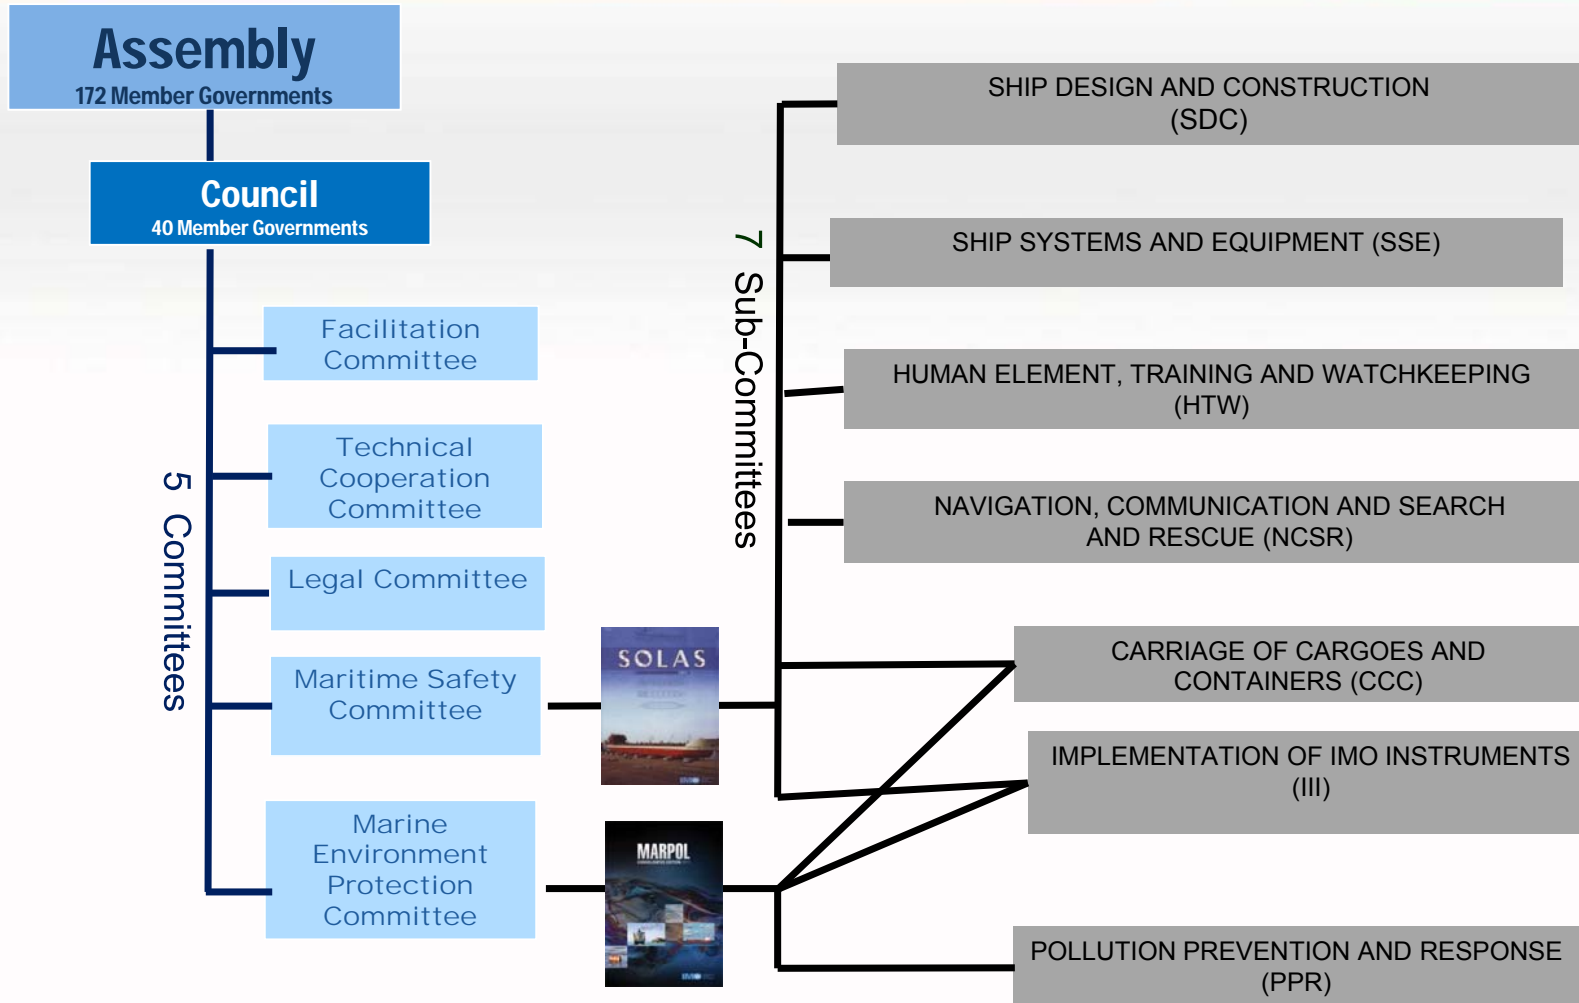 Assembly
172 Member Governments
Council
40 Member Governments
5 Committees
Facilitation
Committee
Technical
Cooperation
Committee
Legal Committee
Maritime Safety
Committee
Marine
Environment
Protection
Committee
SOLAS
MARPOL
7 Sub-Committees
SHIP DESIGN AND CONSTRUCTION
(SDC)
SHIP SYSTEMS AND EQUIPMENT (SSE)
HUMAN ELEMENT, TRAINING AND WATCHKEEPING
(HTW)
NAVIGATION, COMMUNICATION AND SEARCH
AND RESCUE (NCSR)
CARRIAGE OF CARGOES AND
CONTAINERS (CCC)
IMPLEMENTATION OF IMO INSTRUMENTS
(III)
POLLUTION PREVENTION AND RESPONSE
(PPR)